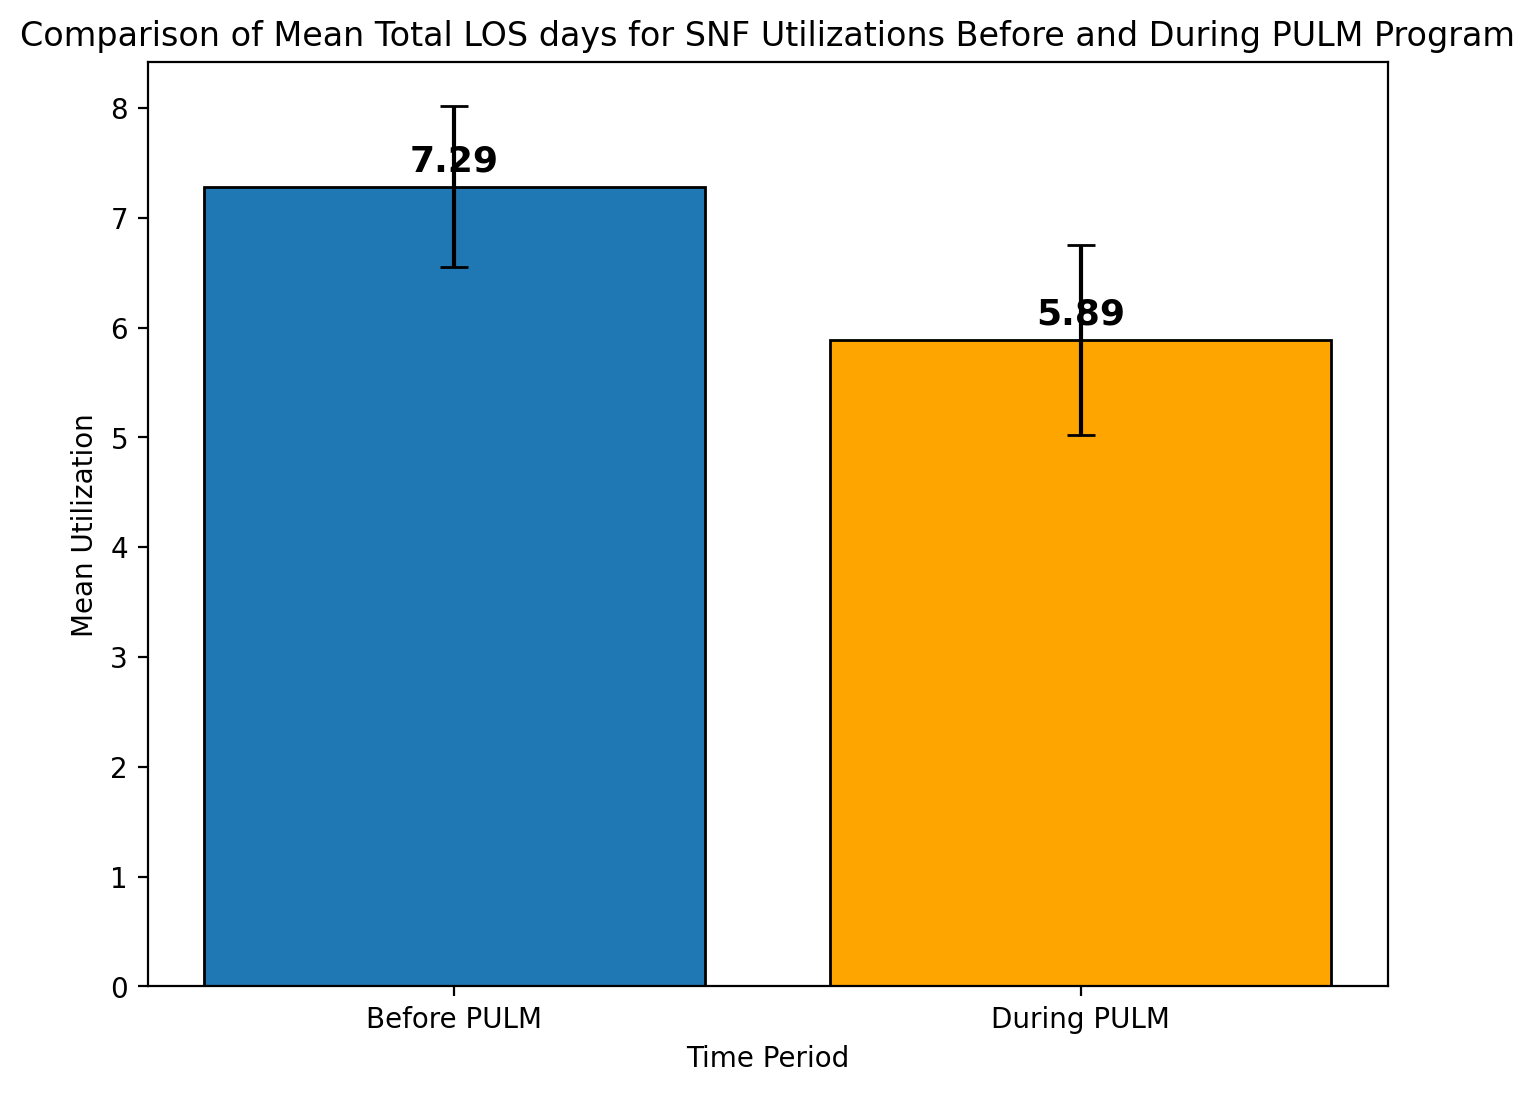 Comparison of Mean Total LOS days for SNF Utilizations Before and During PULM Program
8
7
6
5
4
3
2
1
0
Mean Utilization
7.29
5.89
Before PULM
During PULM
Time Period